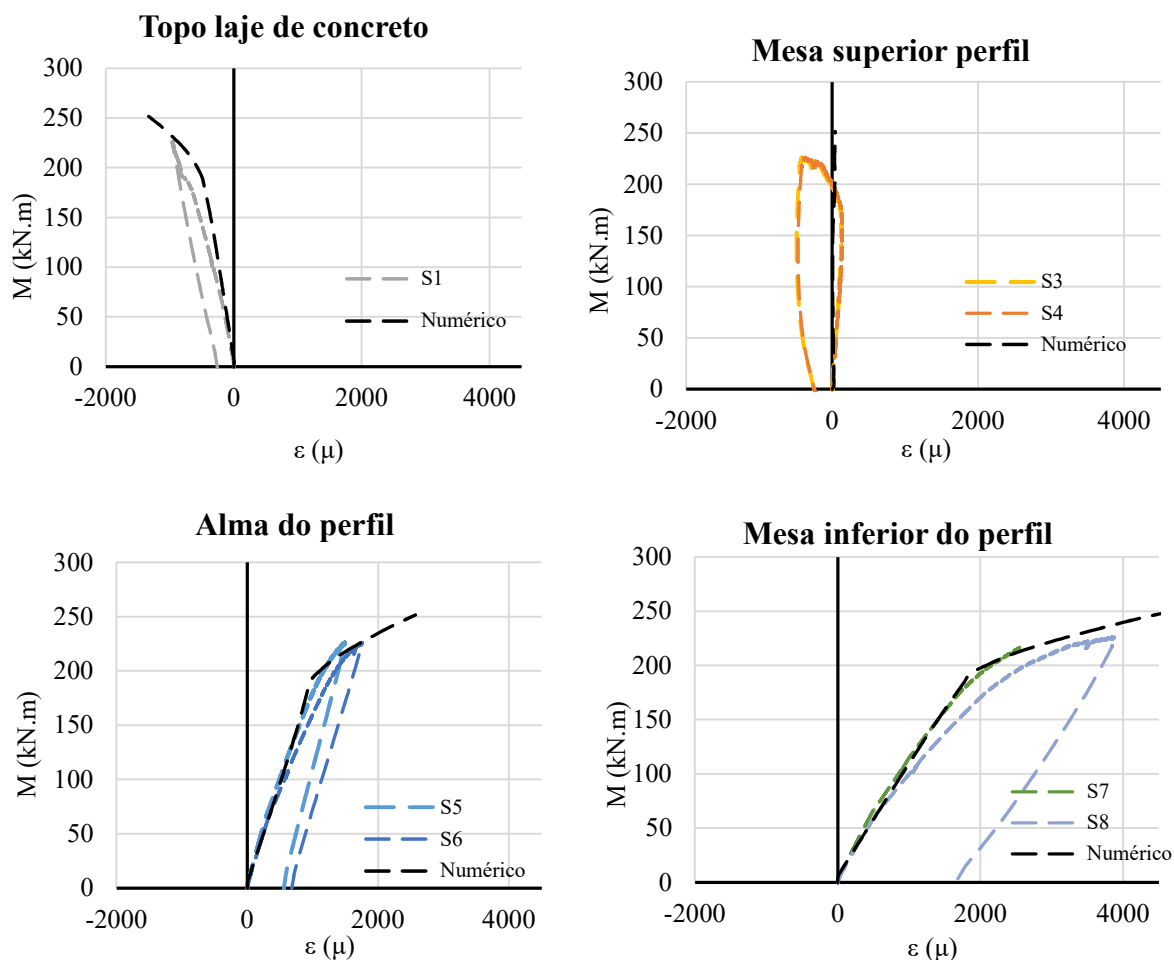 Topo laje de concreto
300
250
200
150
100
50
0
M (kN.m)
-2000
0
2000
4000
ε (μ)
S1
Numérico
Mesa superior perfil
300
250
200
150
100
50
0
M (kN.m)
-2000
0
2000
4000
ε (μ)
S3
S4
Numérico
Alma do perfil
300
250
200
150
100
50
0
M (kN.m)
-2000
0
2000
4000
ε (μ)
S5
S6
Numérico
Mesa inferior do perfil
300
250
200
150
100
50
0
M (kN.m)
-2000
0
2000
4000
ε (μ)
S7
S8
Numérico